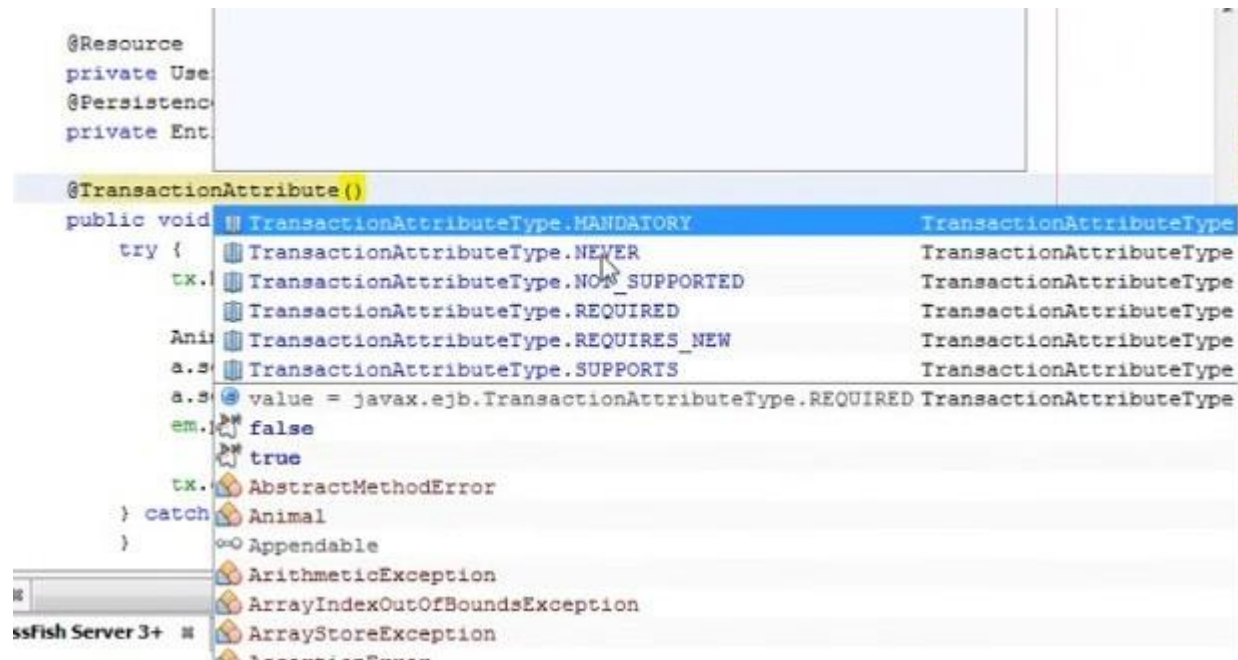 @Resource
private Use
@Persistenc
private Ent
@TransactionAttribute()
public void
TransactionAttributeType.MANDATORY TransactionAttributeType
try {
TransactionAttributeType.NEVER TransactionAttributeType
tx.
TransactionAttributeType.NOT_SUPPORTED TransactionAttributeType
TransactionAttributeType.REQUIRED TransactionAttributeType
Ani
TransactionAttributeType.REQUIRES_NEW TransactionAttributeType
a.s
TransactionAttributeType.SUPPORTS TransactionAttributeType
a.s
value = javax.ejb.TransactionAttributeType.REQUIRED TransactionAttributeType
em.
false
true
tx.
AbstractMethodError
} catch
Animal
}
Appendable
ArithmeticException
ArrayIndexOutOfBoundsException
ssFish Server 3+
ArrayStoreException